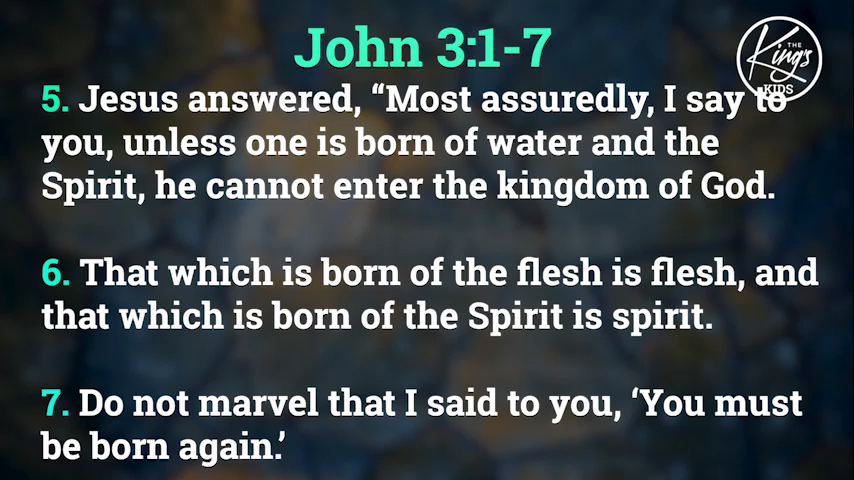 John 3:1-7
THE
King's
KIDS
5. Jesus answered, “Most assuredly, I say to
you, unless one is born of water and the
Spirit, he cannot enter the kingdom of God.
6. That which is born of the flesh is flesh, and
that which is born of the Spirit is spirit.
7. Do not marvel that I said to you, ‘You must
be born again.’